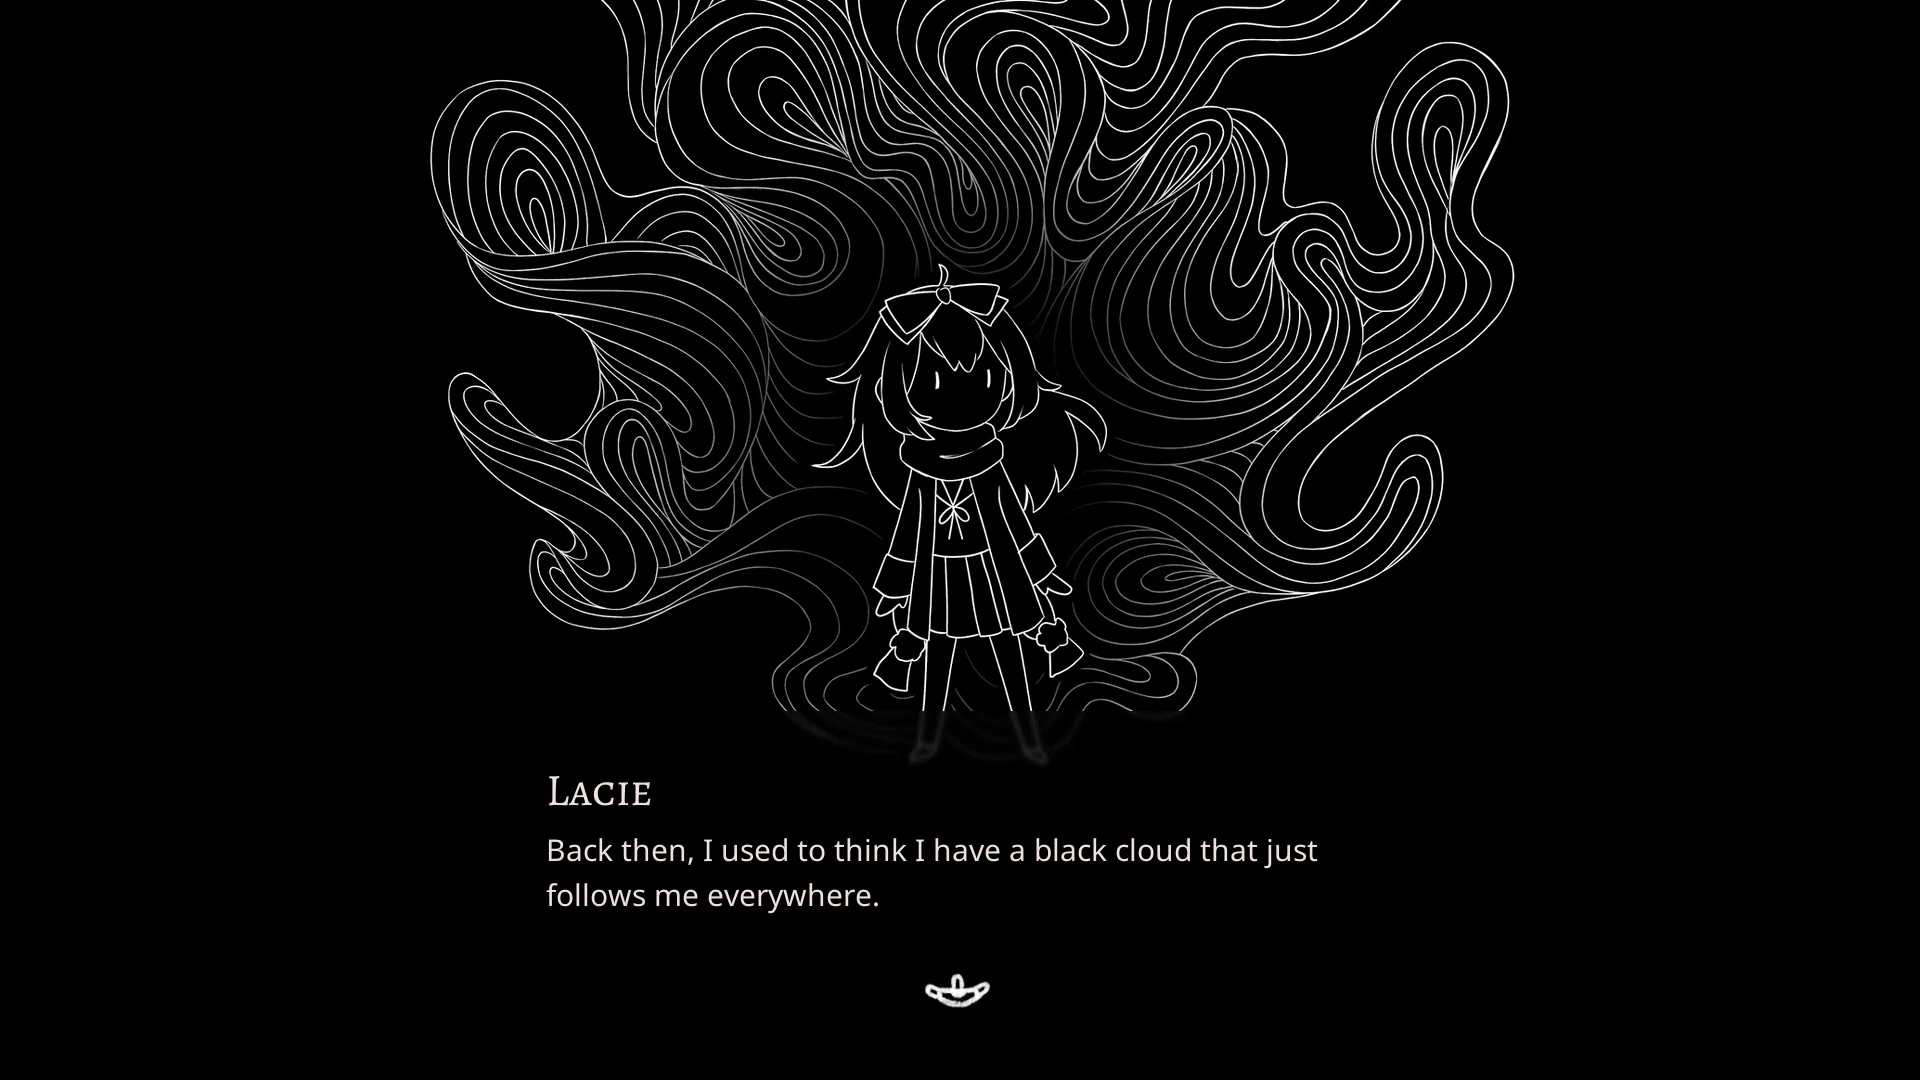 Lacie
Back then, I used to think I have a black cloud that just
follows me everywhere.